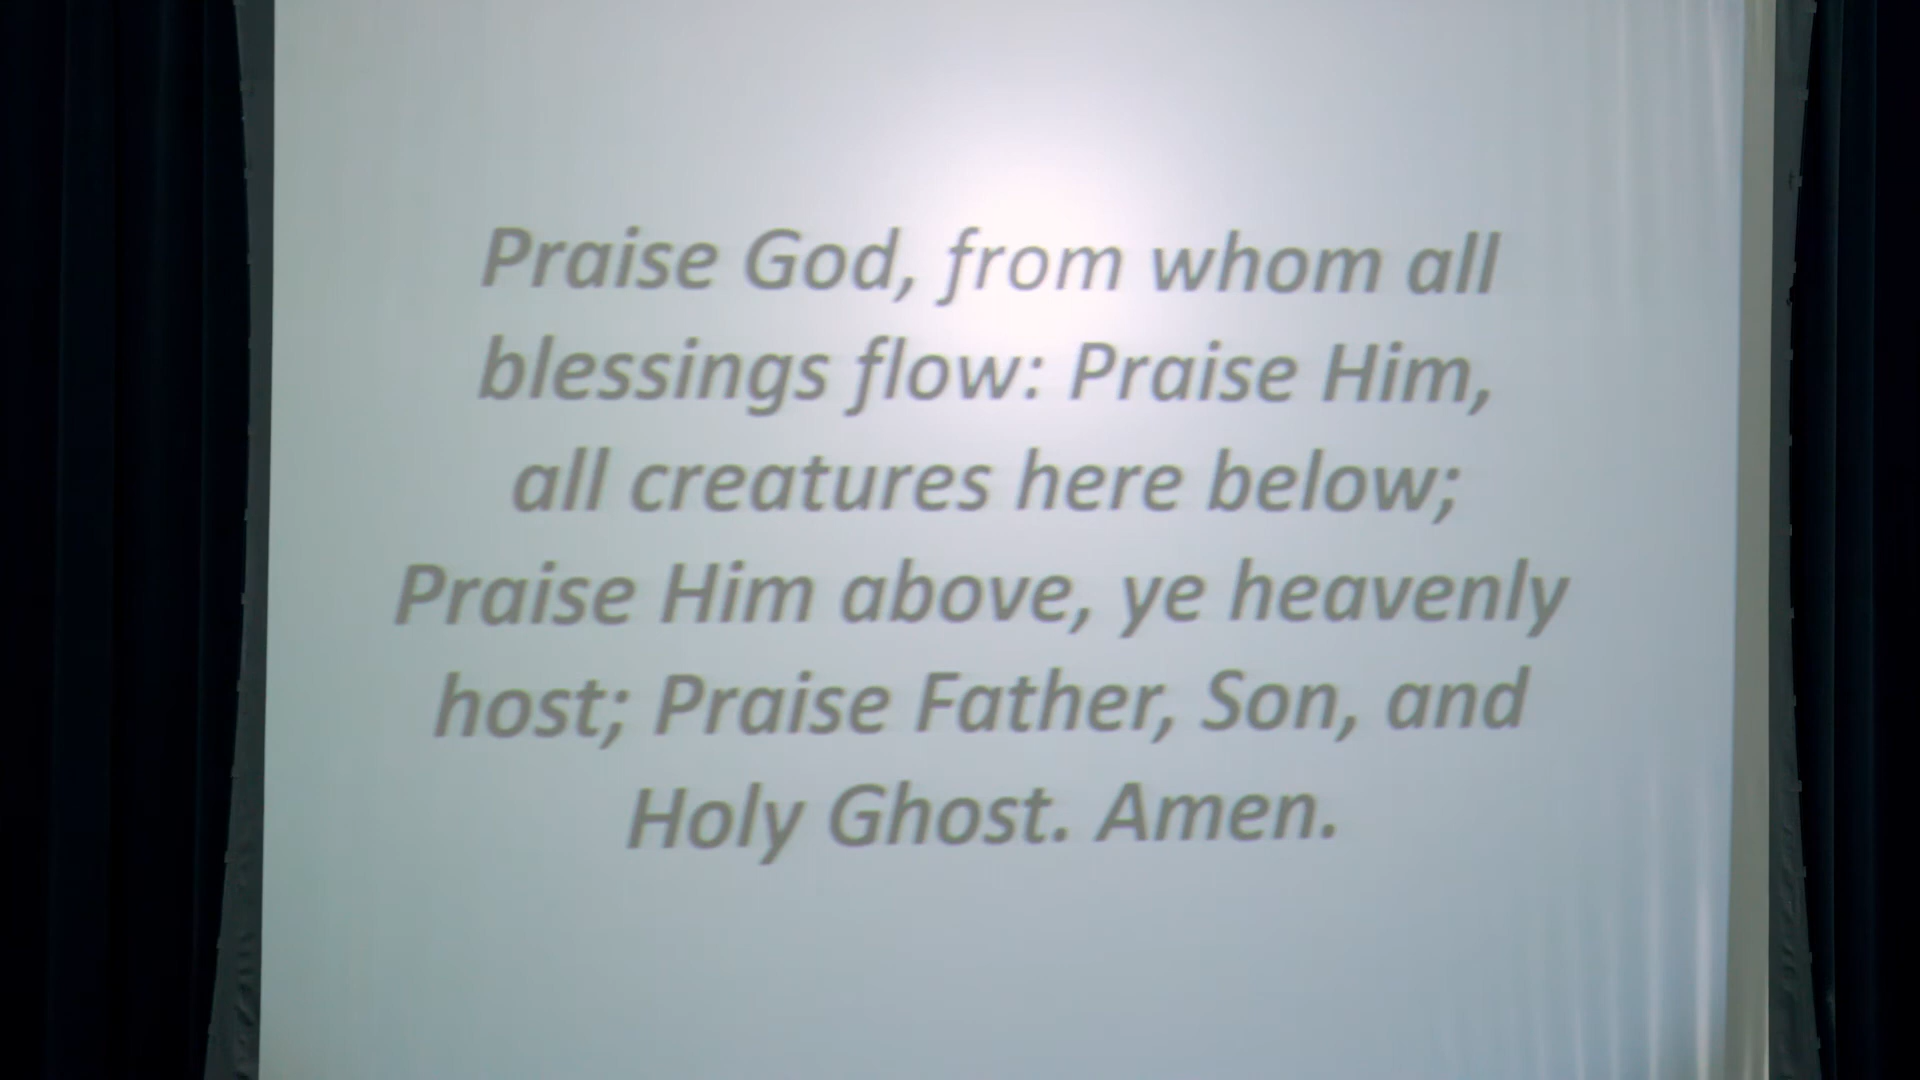 Praise God, from whom all
blessings flow: Praise Him,
all creatures here below;
Praise Him above, ye heavenly
host; Praise Father, Son, and
Holy Ghost. Amen.